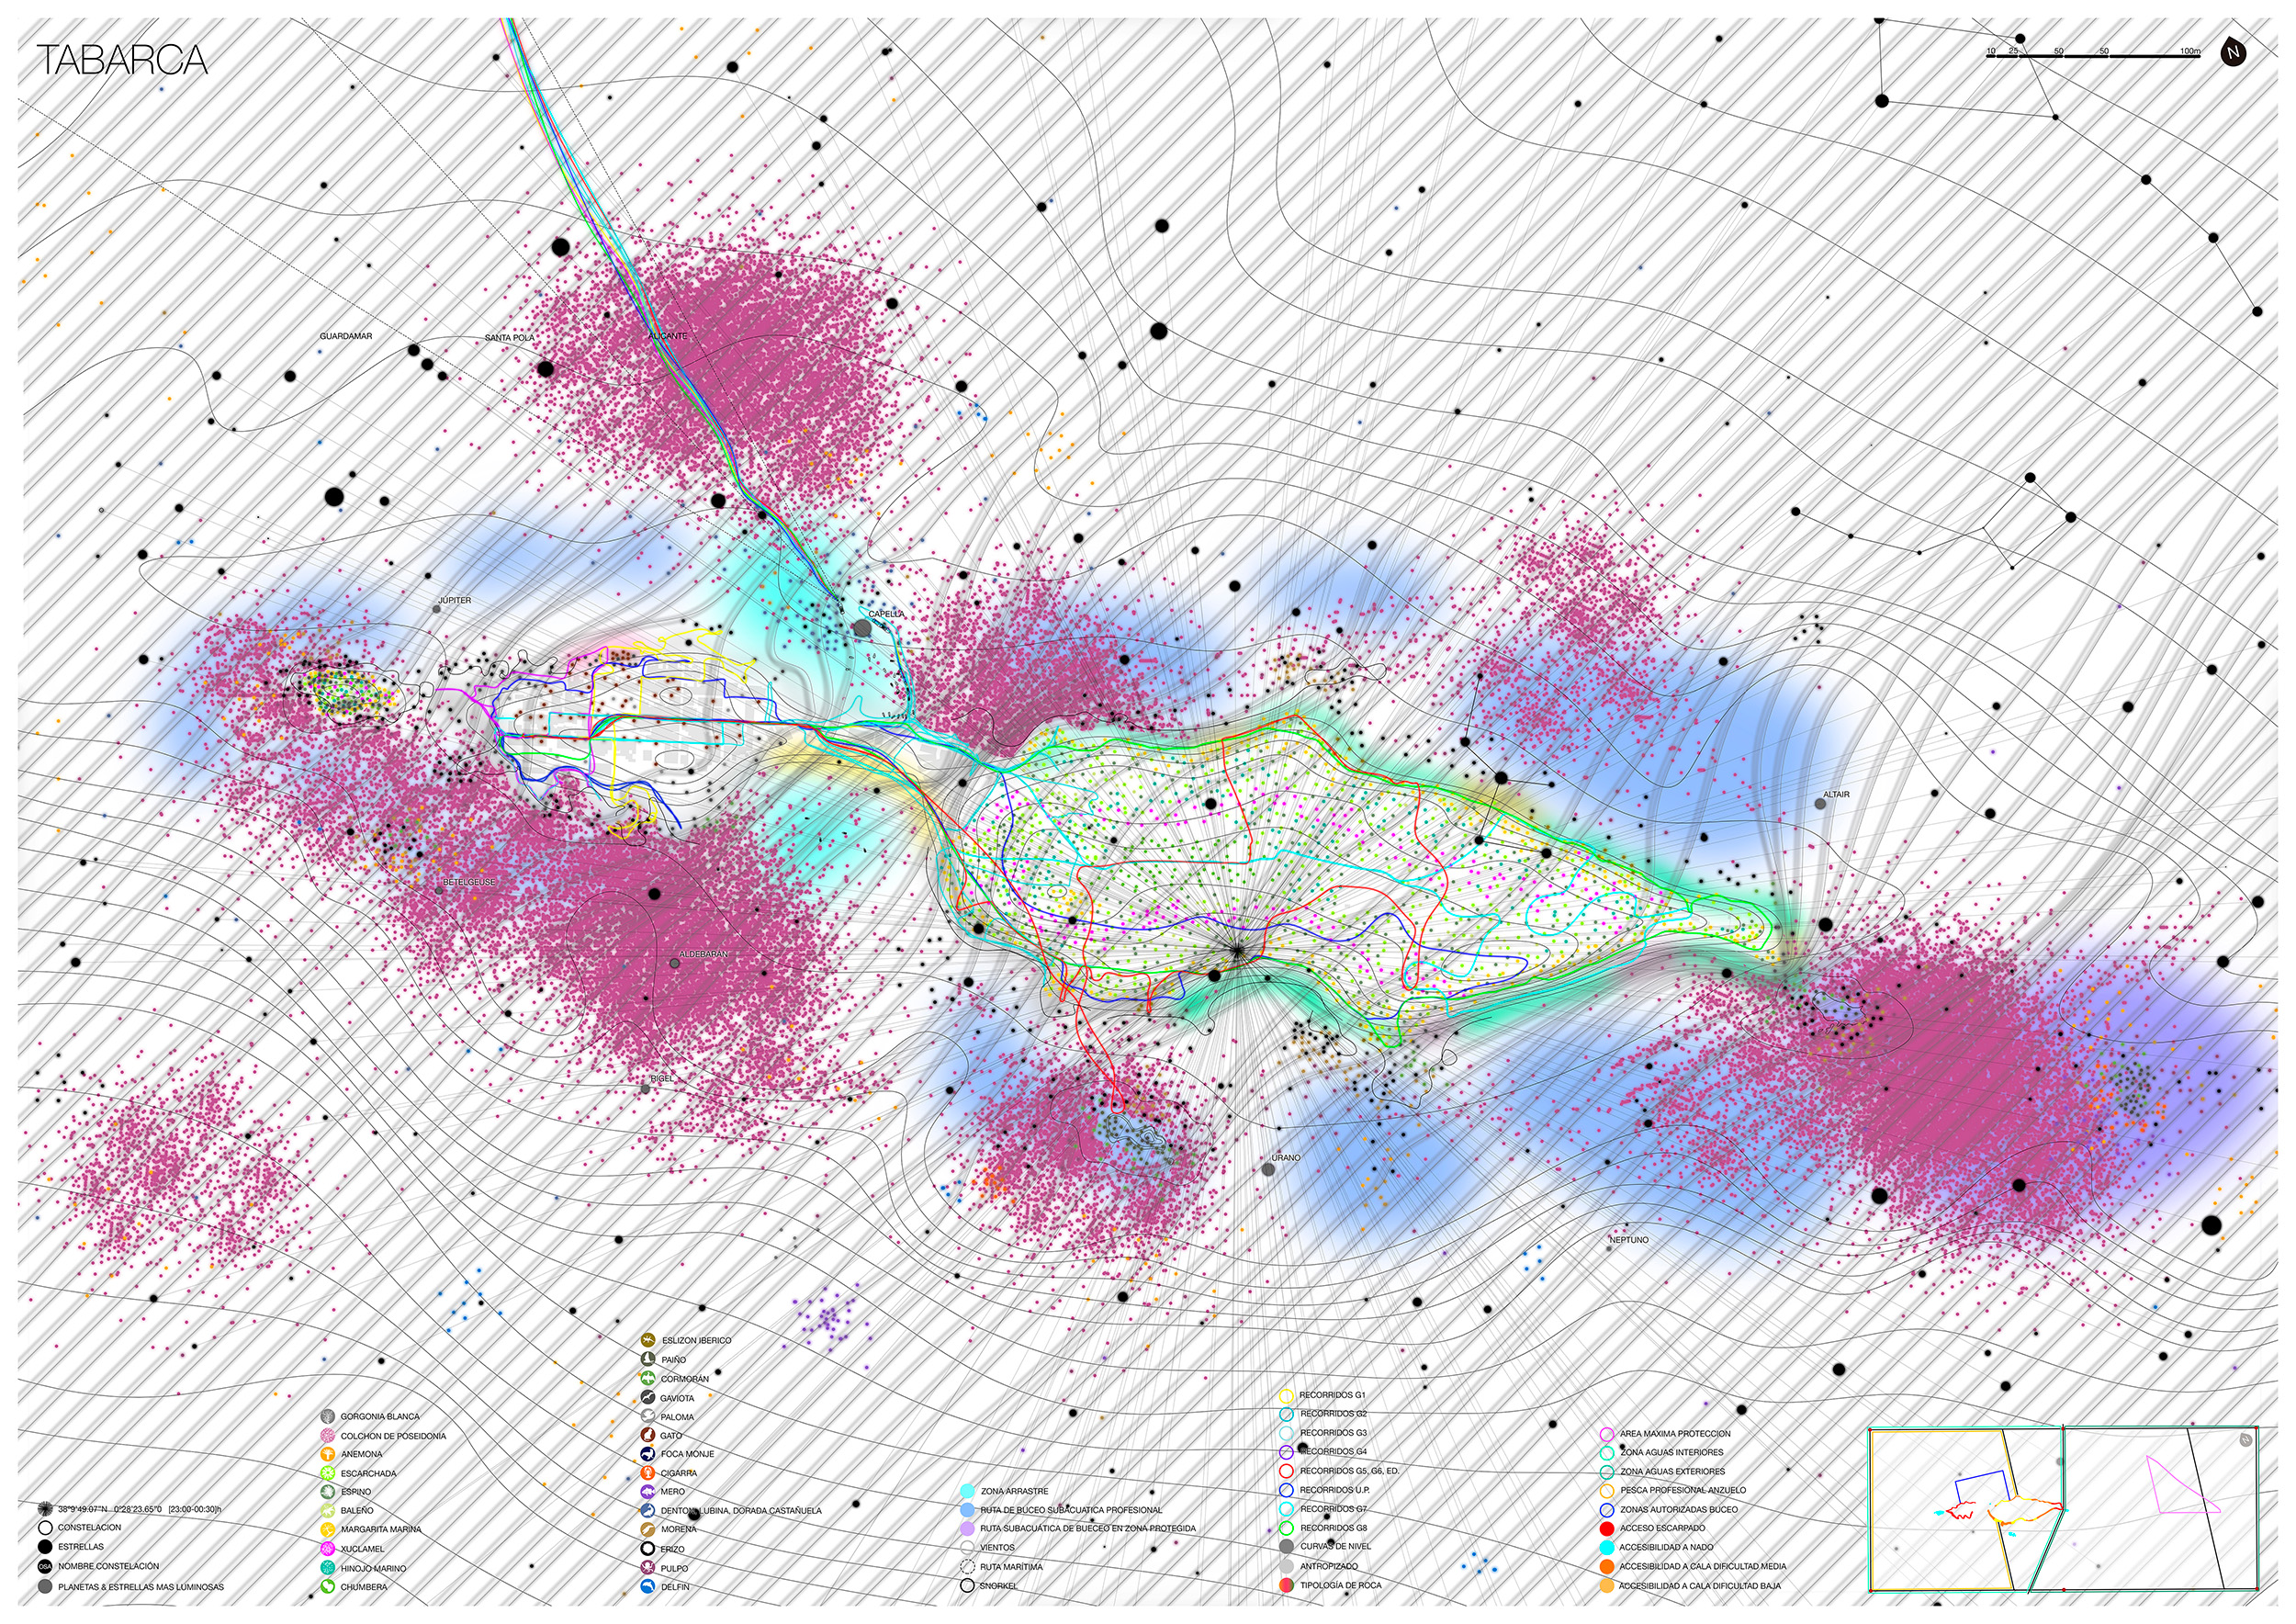 TABARCA
10 25 50 50 100m
N
GUARDAMAR
SANTA POLA
ALICANTE
JÚPITER
CAPELLA
ALTAIR
BETELGEUSE
ALDEBARÁN
RIGEL
URANO
NEPTUNO
38º9'49.07"N 0º28'23.65"0 [23:00-00:30]h
CONSTELACION
ESTRELLAS
OSA
NOMBRE CONSTELACIÓN
PLANETAS & ESTRELLAS MAS LUMINOSAS
GORGONIA BLANCA
COLCHON DE POSEIDONIA
ANEMONA
ESCARCHADA
ESPINO
BALEÑO
MARGARITA MARINA
XUCLAMEL
HINOJO MARINO
CHUMBERA
ESLIZON IBERICO
PAIÑO
CORMORÁN
GAVIOTA
PALOMA
GATO
FOCA MONJE
CIGARRA
MERO
DENTON, LUBINA, DORADA CASTAÑUELA
MORENA
ERIZO
PULPO
DELFIN
ZONA ARRASTRE
RUTA DE BUCEO SUBACUATICA PROFESIONAL
RUTA SUBACUÁTICA DE BUECEO EN ZONA PROTEGIDA
VIENTOS
RUTA MARÍTIMA
SNORKEL
RECORRIDOS G1
RECORRIDOS G2
RECORRIDOS G3
RECORRIDOS G4
RECORRIDOS G5, G6, ED.
RECORRIDOS U.P.
RECORRIDOS G7
RECORRIDOS G8
CURVAS DE NIVEL
ANTROPIZADO
TIPOLOGÍA DE ROCA
AREA MAXIMA PROTECCION
ZONA AGUAS INTERIORES
ZONA AGUAS EXTERIORES
PESCA PROFESIONAL ANZUELO
ZONAS AUTORIZADAS BUCEO
ACCESO ESCARPADO
ACCESIBILIDAD A NADO
ACCESIBILIDAD A CALA DIFICULTAD MEDIA
ACCESIBILIDAD A CALA DIFICULTAD BAJA
N